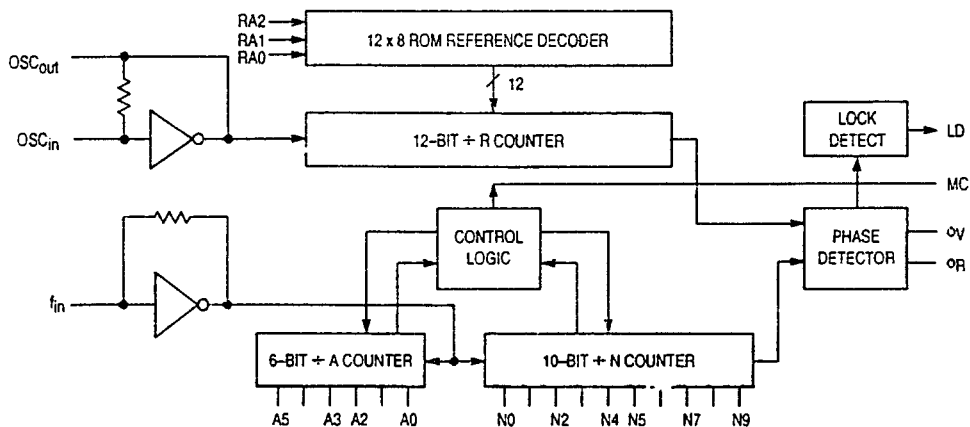 RA2
RA1
RA0
12 x 8 ROM REFERENCE DECODER
OSCout
12
OSCin
12–BIT ÷ R COUNTER
LOCK
DETECT
LD
MC
CONTROL
LOGIC
PHASE
DETECTOR
φV
φR
fin
6–BIT ÷ A COUNTER
10–BIT ÷ N COUNTER
A5 A3 A2 A0 N0 N2 N4 N5 N7 N9